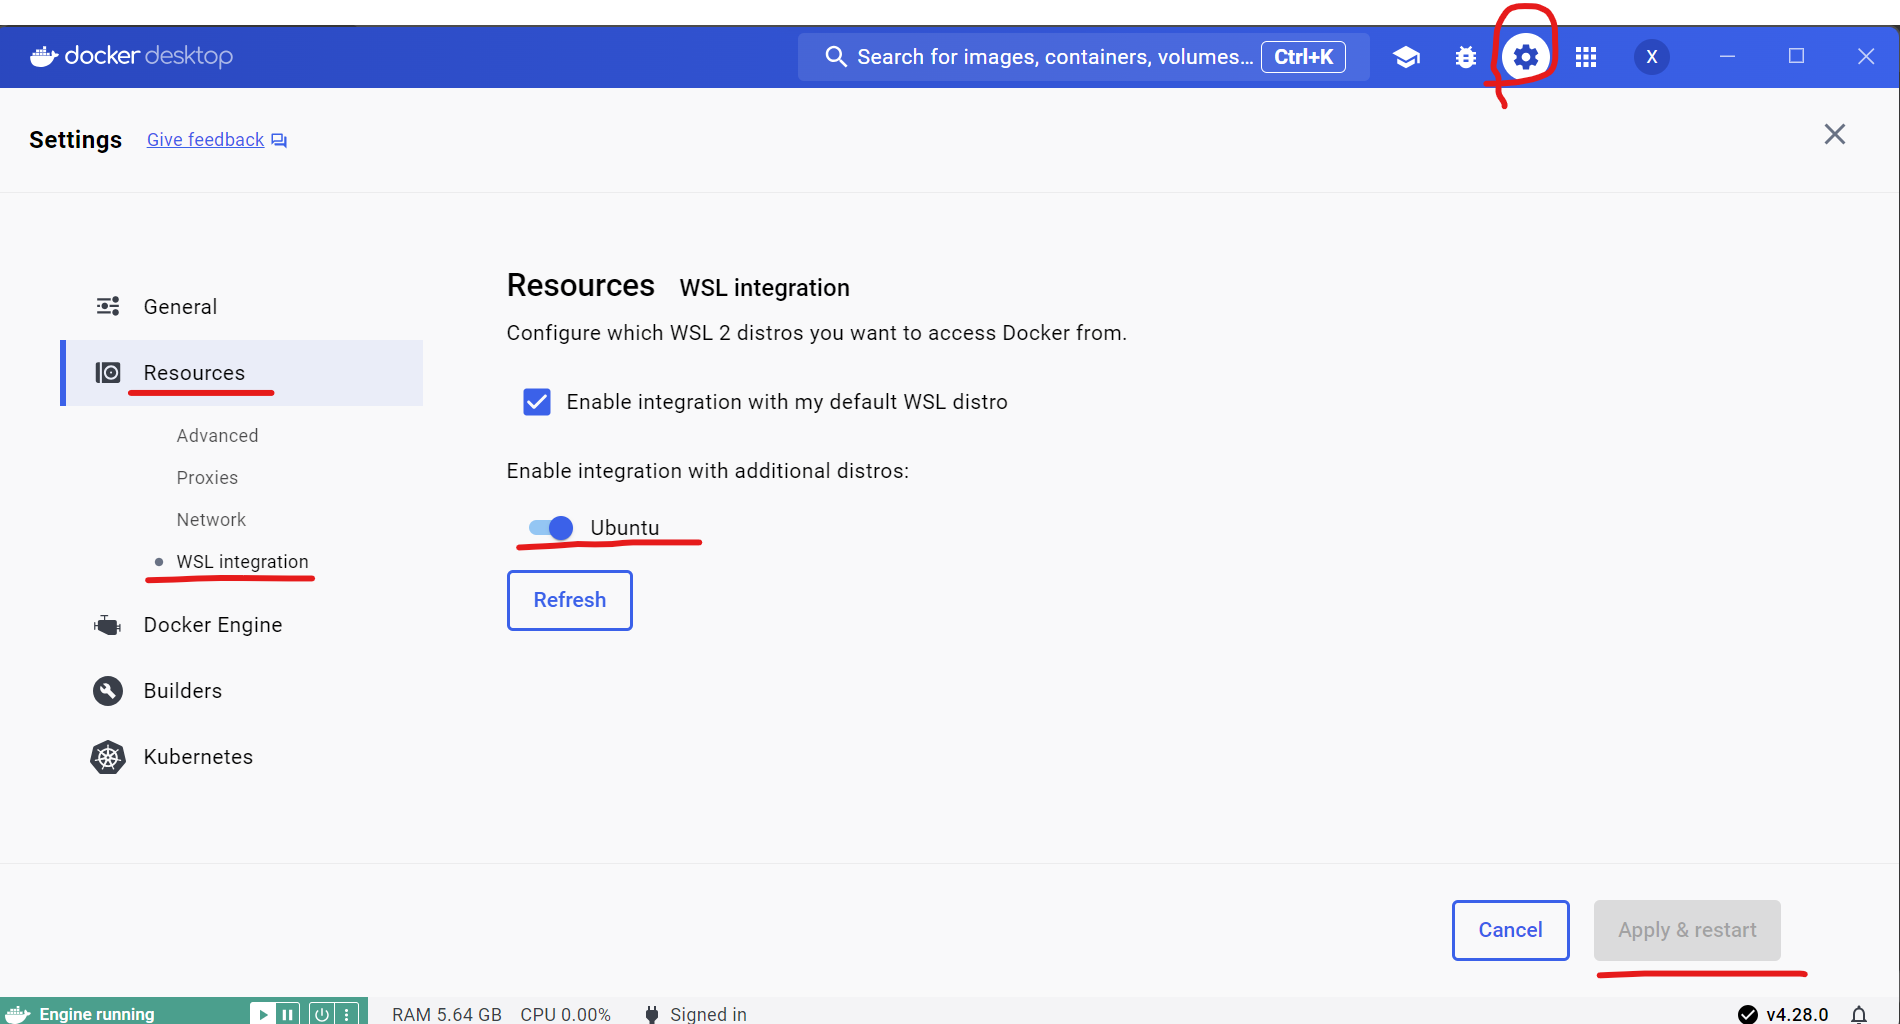 docker desktop
Search for images, containers, volumes... Ctrl+K
X
Settings Give feedback
General
Resources
Advanced
Proxies
Network
WSL integration
Docker Engine
Builders
Kubernetes
Resources WSL integration
Configure which WSL 2 distros you want to access Docker from.
Enable integration with my default WSL distro
Enable integration with additional distros:
Ubuntu
Refresh
Cancel Apply & restart
Engine running RAM 5.64 GB CPU 0.00% Signed in v4.28.0